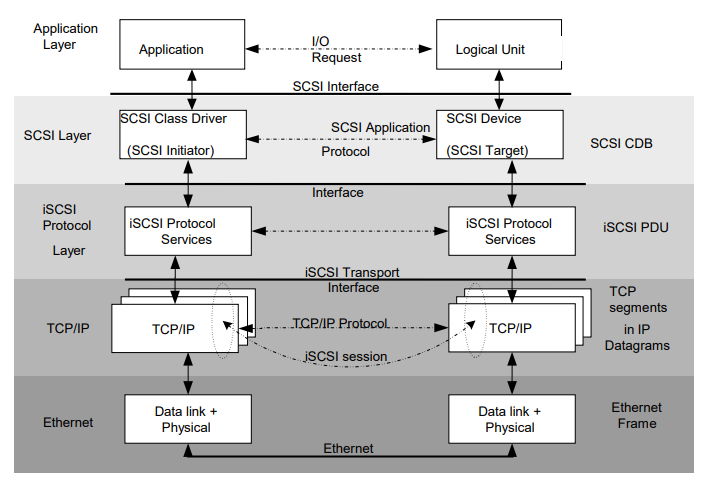 Application
Layer
Application
I/O
Request
Logical Unit
SCSI Interface
SCSI Layer
SCSI Class Driver
(SCSI Initiator)
SCSI Application
Protocol
SCSI Device
(SCSI Target)
SCSI CDB
Interface
iSCSI
Protocol
Layer
iSCSI Protocol
Services
iSCSI Protocol
Services
iSCSI PDU
iSCSI Transport
Interface
TCP/IP
TCP/IP
TCP/IP Protocol
iSCSI session
TCP/IP
TCP
segments
in IP
Datagrams
Ethernet
Data link +
Physical
Data link +
Physical
Ethernet
Frame
Ethernet